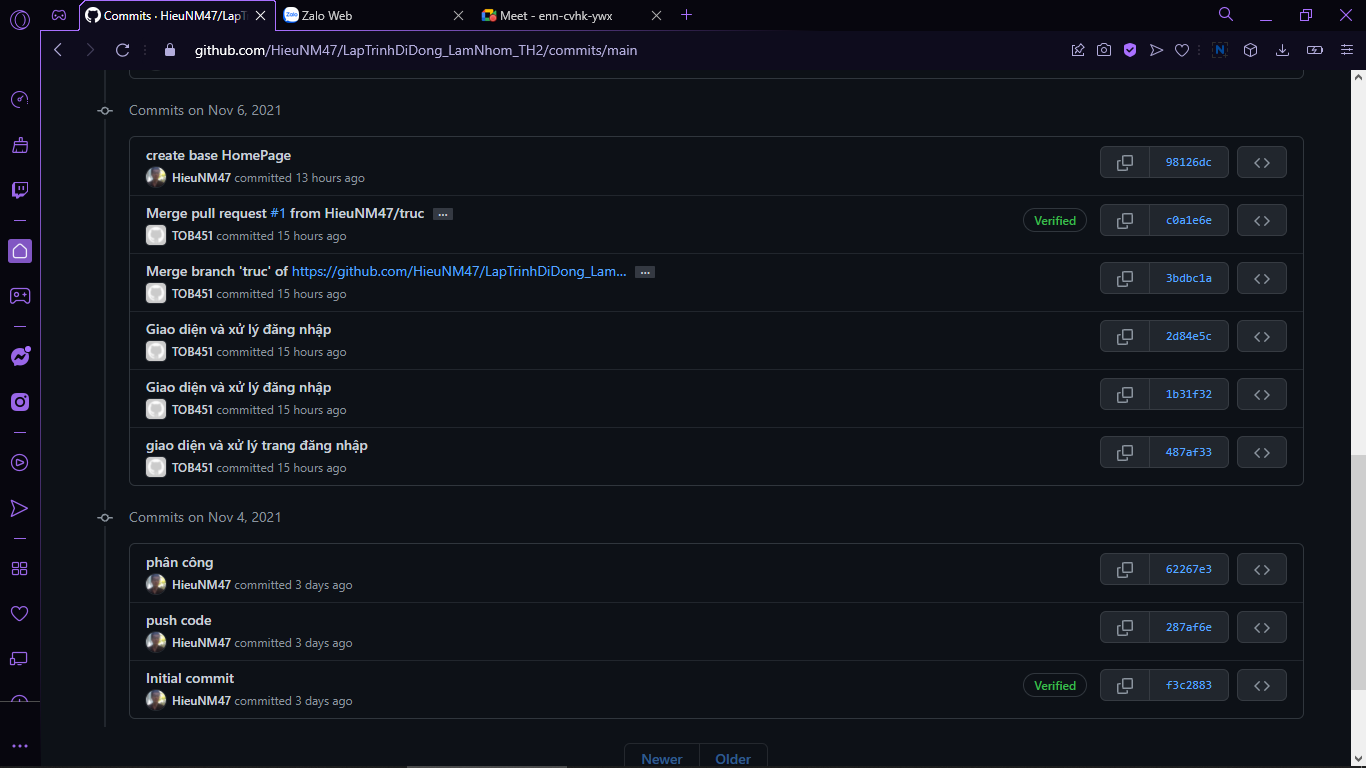 Commits · HieuNM47/LapTr
Zalo Web
Meet - enn-cvhk-ywx
github.com/HieuNM47/LapTrinhDiDong_LamNhom_TH2/commits/main
Commits on Nov 6, 2021
create base HomePage
98126dc
HieuNM47 committed 13 hours ago
Merge pull request #1 from HieuNM47/truc ...
Verified
c0a1e6e
TOB451 committed 15 hours ago
Merge branch 'truc' of https://github.com/HieuNM47/LapTrinhDiDong_Lam... ...
3bdbc1a
TOB451 committed 15 hours ago
Giao diện và xử lý đăng nhập
2d84e5c
TOB451 committed 15 hours ago
Giao diện và xử lý đăng nhập
1b31f32
TOB451 committed 15 hours ago
giao diện và xử lý trang đăng nhập
487af33
TOB451 committed 15 hours ago
Commits on Nov 4, 2021
phân công
62267e3
HieuNM47 committed 3 days ago
push code
287af6e
HieuNM47 committed 3 days ago
Initial commit
Verified
f3c2883
HieuNM47 committed 3 days ago
Newer
Older